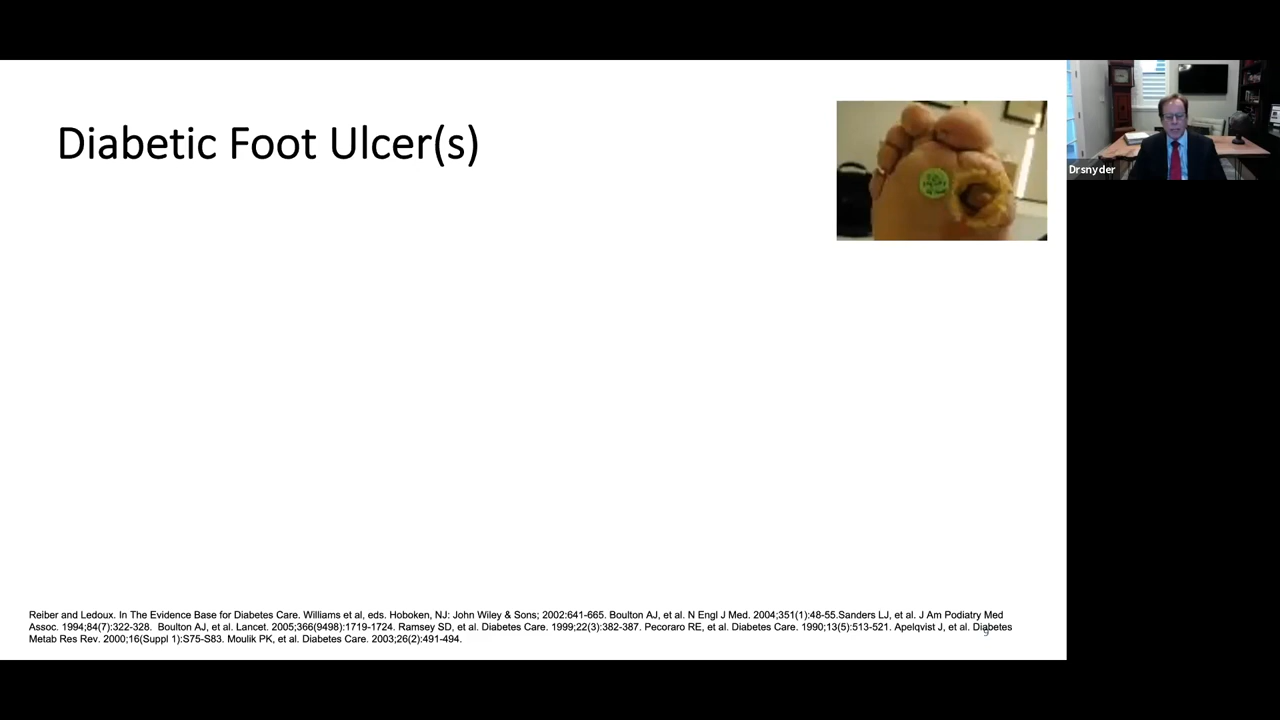 Diabetic Foot Ulcer(s)
Drsnyder
Reiber and Ledoux. In The Evidence Base for Diabetes Care. Williams et al, eds. Hoboken, NJ: John Wiley & Sons; 2002:641-665. Boulton AJ, et al. N Engl J Med. 2004;351(1):48-55.Sanders LJ, et al. J Am Podiatry Med
Assoc. 1994;84(7):322-328. Boulton AJ, et al. Lancet. 2005;366(9498):1719-1724. Ramsey SD, et al. Diabetes Care. 1999;22(3):382-387. Pecoraro RE, et al. Diabetes Care. 1990;13(5):513-521. Apelqvist J, et al. Diabetes
Metab Res Rev. 2000;16(Suppl 1):S75-S83. Moulik PK, et al. Diabetes Care. 2003;26(2):491-494.
9